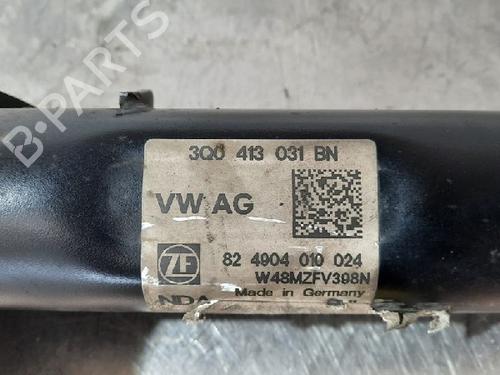 3Q0 413 031 BN
VW AG
ZF
82 4904 010 024
W48MZFV398N
NDA
Made in Germany
B-PARTS